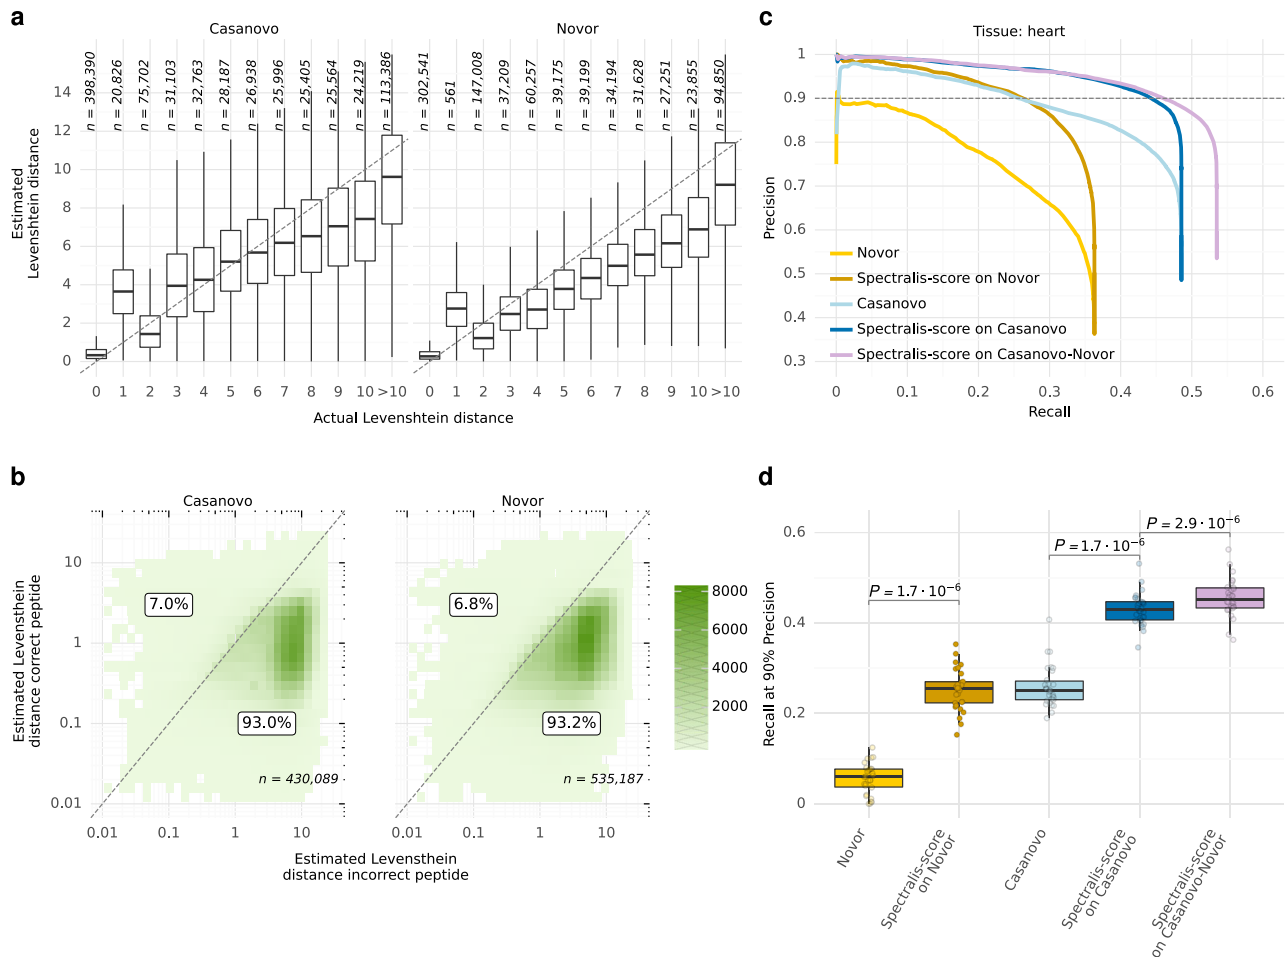 a
Casanovo
Novor
n = 398,390
n = 20,826
n = 75,702
n = 31,103
n = 32,763
n = 28,187
n = 26,938
n = 25,996
n = 25,405
n = 25,564
n = 24,219
n = 113,386
n = 302,541
n = 561
n = 147,008
n = 37,209
n = 60,257
n = 39,175
n = 39,199
n = 34,194
n = 31,628
n = 27,251
n = 23,855
n = 94,850
Estimated
Levenshtein distance
14
12
10
8
6
4
2
0
0 1 2 3 4 5 6 7 8 9 10 >10
0 1 2 3 4 5 6 7 8 9 10 >10
Actual Levenshtein distance
c
Tissue: heart
Precision
1
0.9
0.8
0.7
0.6
0.5
0.4
0.3
Novor
Spectralis-score on Novor
Casanovo
Spectralis-score on Casanovo
Spectralis-score on Casanovo-Novor
0 0.1 0.2 0.3 0.4 0.5 0.6
Recall
b
Casanovo
Novor
Estimated Levensthein
distance correct peptide
10
1
0.1
0.01
7.0%
93.0%
n = 430,089
6.8%
93.2%
n = 535,187
0.01 0.1 1 10
0.01 0.1 1 10
Estimated Levensthein
distance incorrect peptide
8000
6000
4000
2000
d
Recall at 90% Precision
0.6
0.4
0.2
0
P = 1.7 · 10⁻⁶
P = 1.7 · 10⁻⁶
P = 2.9 · 10⁻⁶
Novor
Spectralis-score
on Novor
Casanovo
Spectralis-score
on Casanovo
Spectralis-score
on Casanovo-Novor